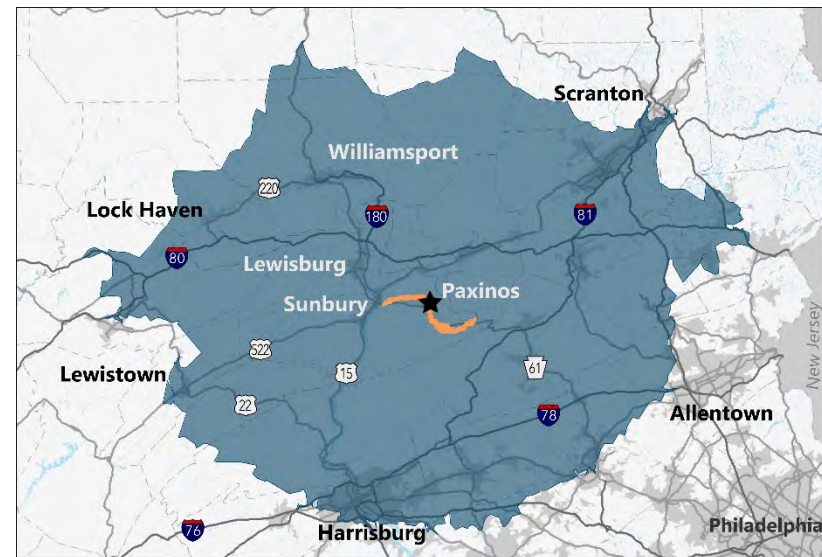 Scranton
Williamsport
220
Lock Haven
180
81
80
Lewisburg
Sunbury
Paxinos
New Jersey
522
15
61
Lewistown
22
78
Allentown
76
Harrisburg
Philadelphia